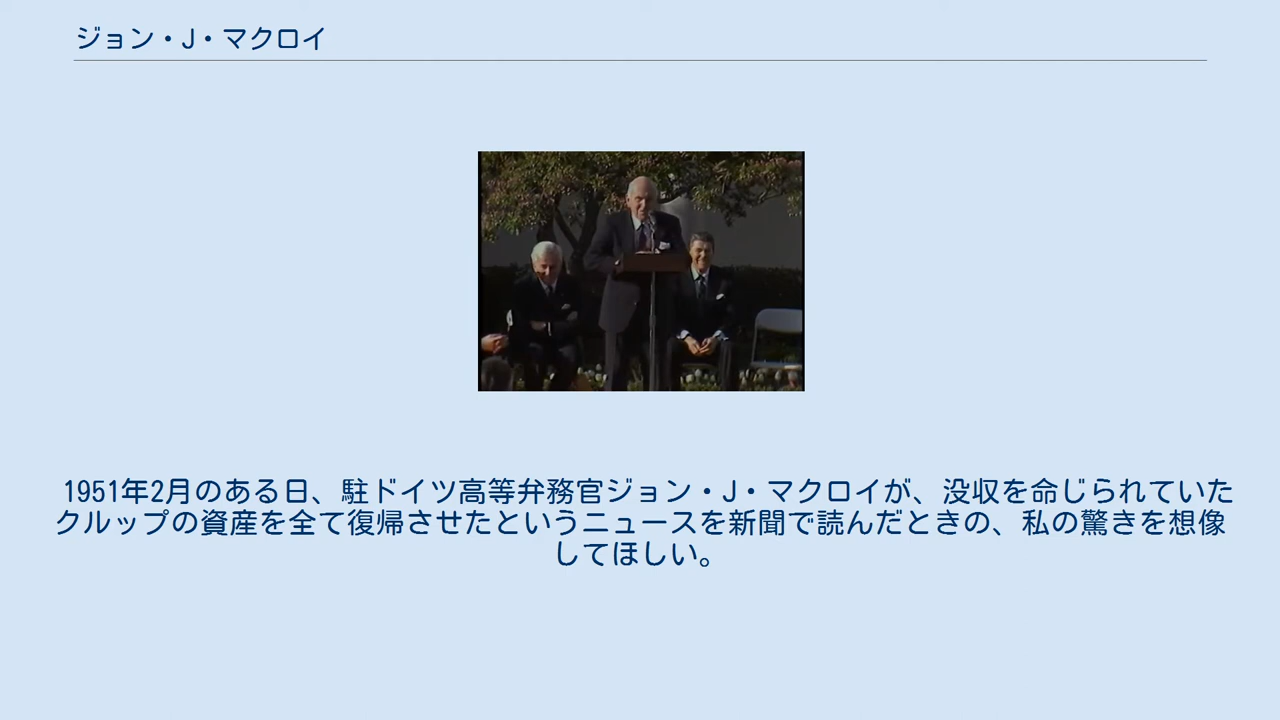 ジョン・J・マクロイ
1951年2月のある日、駐ドイツ高等弁務官ジョン・J・マクロイが、没収を命じられていた
クルップの資産を全て復帰させたというニュースを新聞で読んだときの、私の驚きを想像
してほしい。